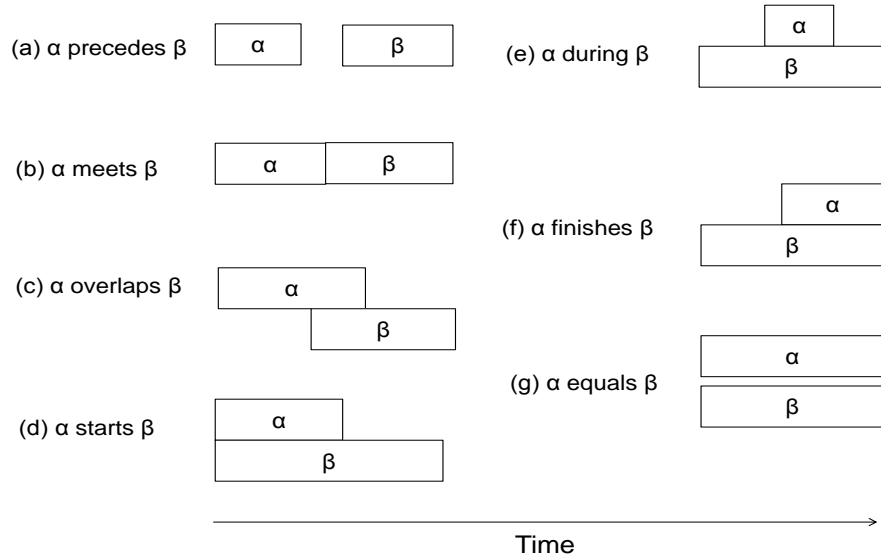 (a) α precedes β
α
β
(b) α meets β
α
β
(c) α overlaps β
α
β
(d) α starts β
α
β
(e) α during β
α
β
(f) α finishes β
α
β
(g) α equals β
α
β
Time